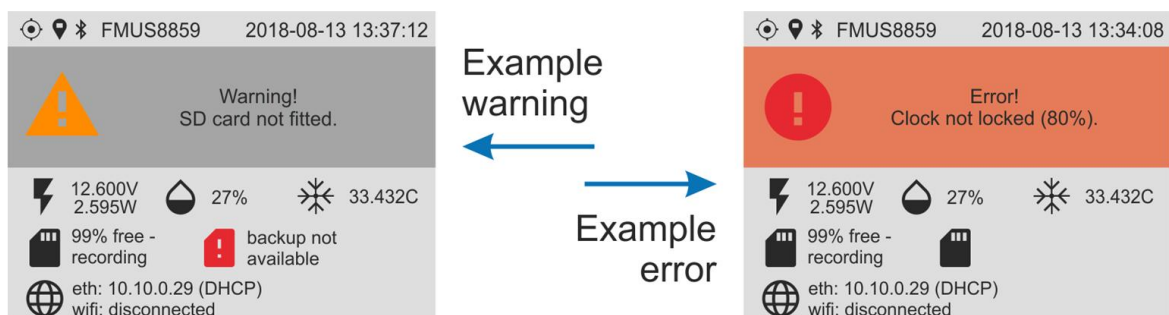 FMUS8859 2018-08-13 13:37:12
Warning!
SD card not fitted.
12.600V
2.595W
27%
33.432C
99% free -
recording
backup not
available
eth: 10.10.0.29 (DHCP)
wifi: disconnected
Example
warning
Example
error
FMUS8859 2018-08-13 13:34:08
Error!
Clock not locked (80%).
12.600V
2.595W
27%
33.432C
99% free -
recording
eth: 10.10.0.29 (DHCP)
wifi: disconnected